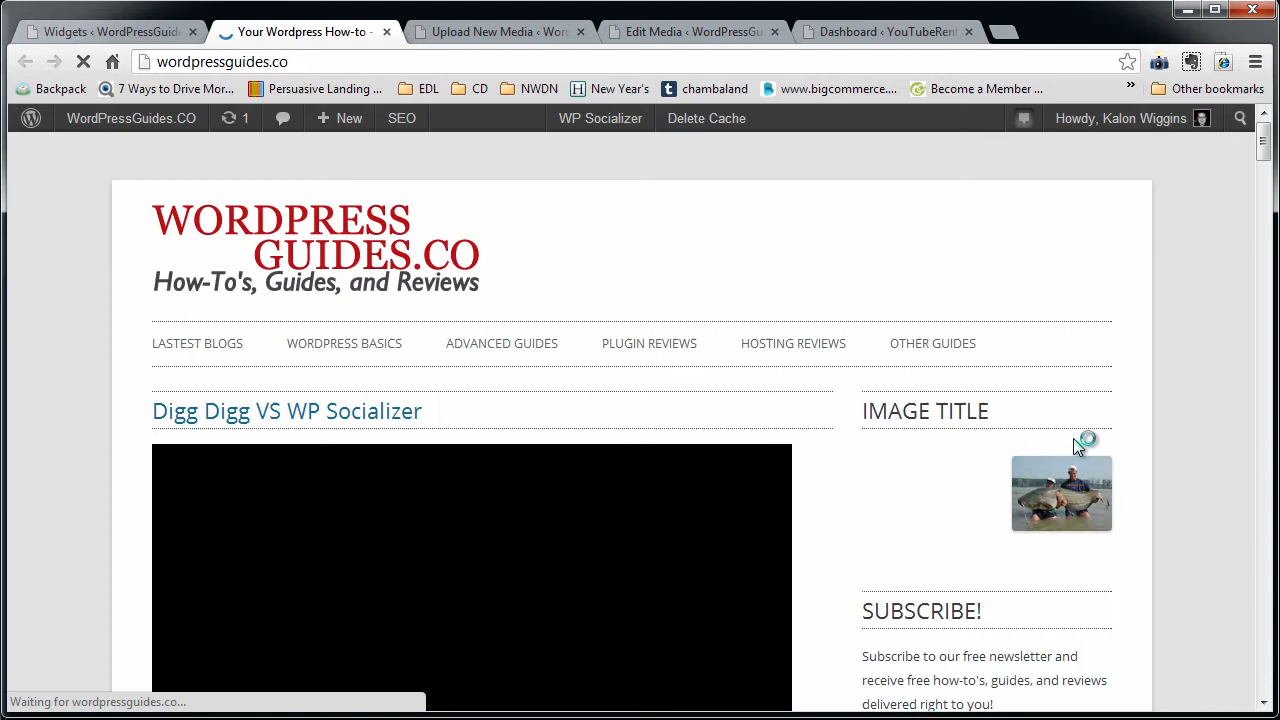 Widgets ‹ WordPressGuide
Your Wordpress How-to -
Upload New Media ‹ Wor
Edit Media ‹ WordPressGu
Dashboard ‹ YouTubeRent
wordpressguides.co
Backpack
7 Ways to Drive Mor...
Persuasive Landing ...
EDL
CD
NWDN
New Year's
chambaland
www.bigcommerce....
Become a Member ...
»
Other bookmarks
WordPressGuides.CO
1
+ New
SEO
WP Socializer
Delete Cache
Howdy, Kalon Wiggins
WORDPRESS
GUIDES.CO
How-To's, Guides, and Reviews
LASTEST BLOGS
WORDPRESS BASICS
ADVANCED GUIDES
PLUGIN REVIEWS
HOSTING REVIEWS
OTHER GUIDES
Digg Digg VS WP Socializer
IMAGE TITLE
SUBSCRIBE!
Subscribe to our free newsletter and
receive free how-to's, guides, and reviews
delivered right to you!
Waiting for wordpressguides.co...